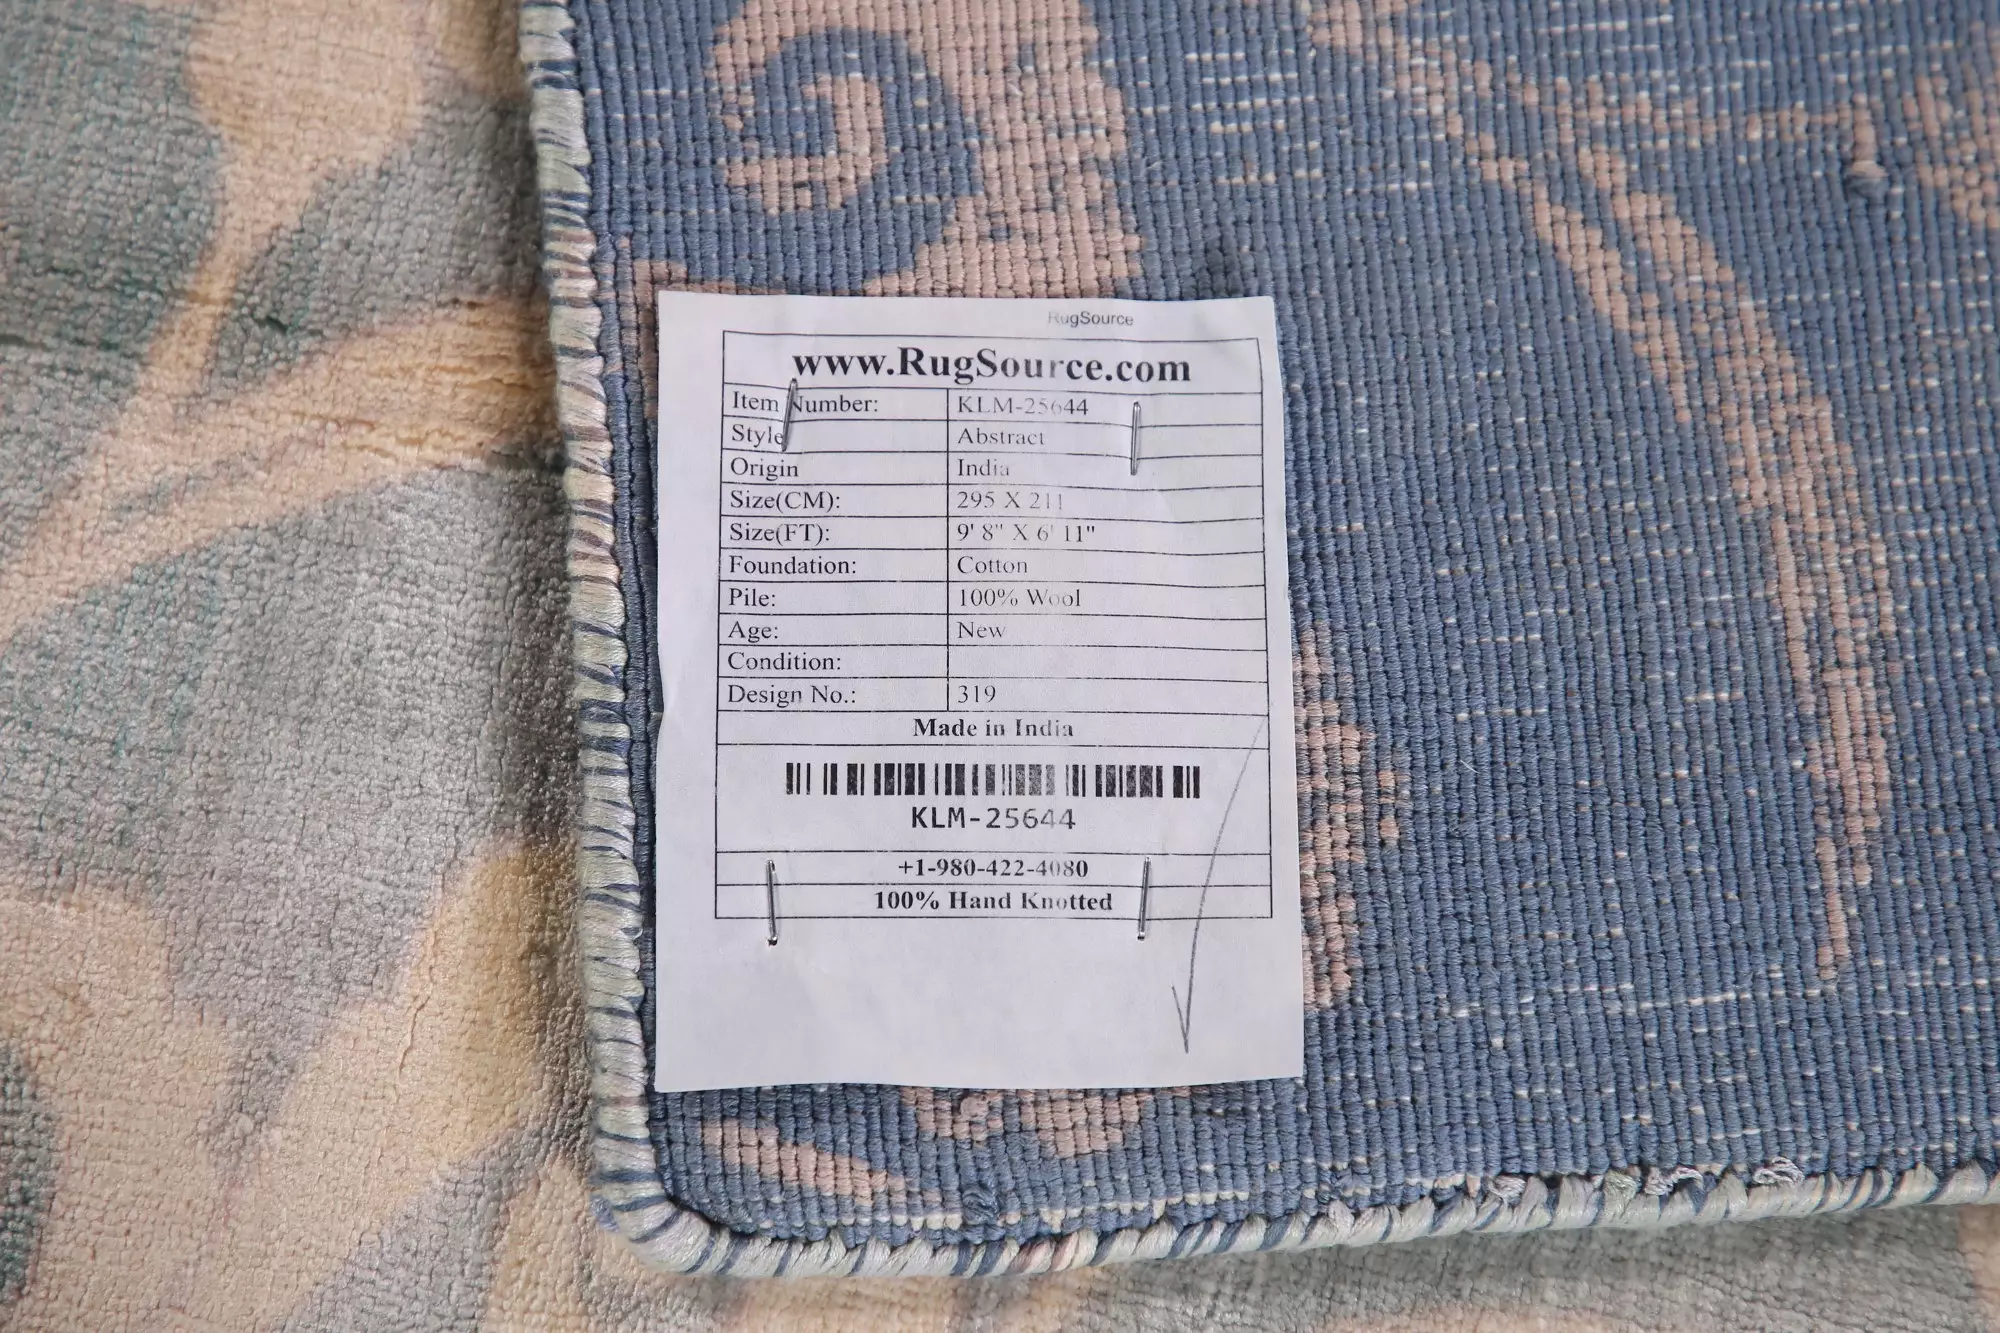 RugSource
www.RugSource.com
Item Number: KLM-25644
Style Abstract
Origin India
Size(CM): 295 X 211
Size(FT): 9' 8" X 6' 11"
Foundation: Cotton
Pile: 100% Wool
Age: New
Condition:
Design No.: 319
Made in India
KLM-25644
+1-980-422-4080
100% Hand Knotted